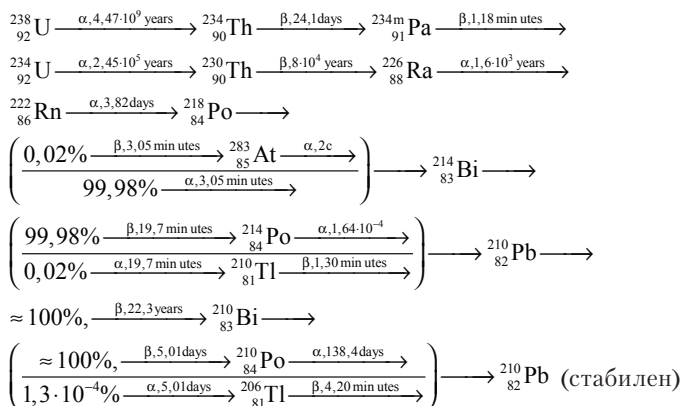 ²³⁸₉₂U —α, 4,47·10⁹ years→ ²³⁴₉₀Th —β, 24,1days→ ²³⁴ᵐ₉₁Pa —β, 1,18 min utes→
²³⁴₉₂U —α, 2,45·10⁵ years→ ²³⁰₉₀Th —β, 8·10⁴ years→ ²²⁶₈₈Ra —α, 1,6·10³ years→
²²²₈₆Rn —α, 3,82days→ ²¹⁸₈₄Po →
(0,02% —β, 3,05 min utes→ ²⁸³₈₅At —α, 2c→
99,98% —α, 3,05 min utes→) → ²¹⁴₈₃Bi →
(99,98% —β, 19,7 min utes→ ²¹⁴₈₄Po —α, 1,64·10⁻⁴→
0,02% —α, 19,7 min utes→ ²¹⁰₈₁Tl —β, 1,30 min utes→) → ²¹⁰₈₂Pb →
≈100%, —β, 22,3 years→ ²¹⁰₈₃Bi →
(≈100%, —β, 5,01days→ ²¹⁰₈₄Po —α, 138,4days→
1,3·10⁻⁴% —α, 5,01days→ ²⁰⁶₈₁Tl —β, 4,20 min utes→) → ²¹⁰₈₂Pb (стабилен)